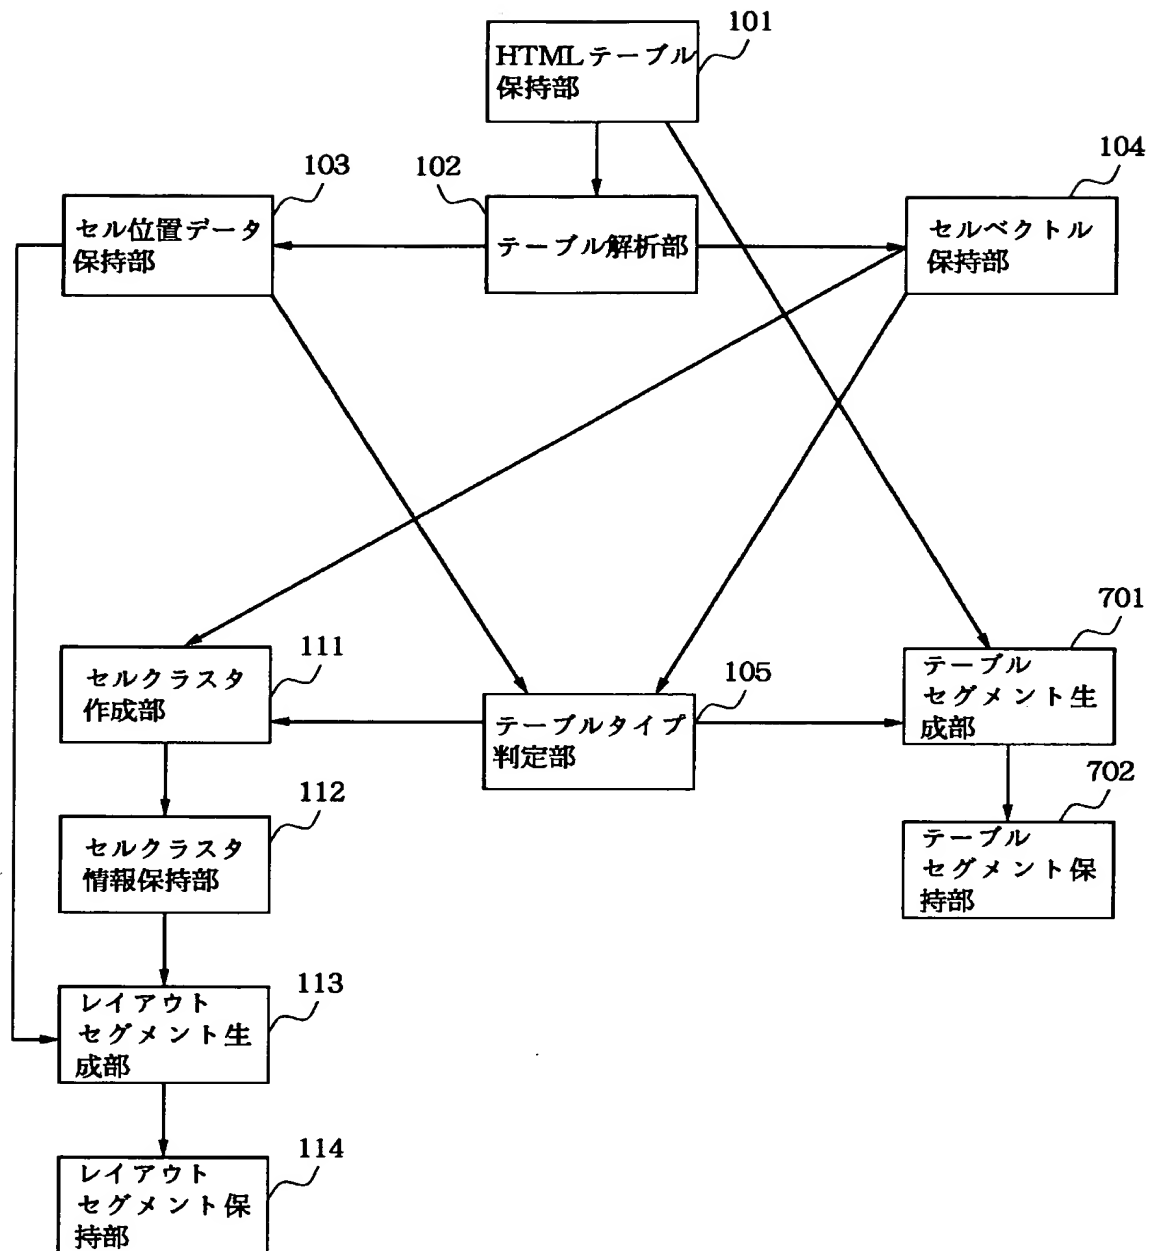 101
HTMLテーブル
保持部
103
102
104
セル位置データ
保持部
テーブル解析部
セルベクトル
保持部
111
105
701
セルクラスタ
作成部
テーブルタイプ
判定部
テーブル
セグメント生
成部
112
702
セルクラスタ
情報保持部
テーブル
セグメント保
持部
113
レイアウト
セグメント生
成部
114
レイアウト
セグメント保
持部